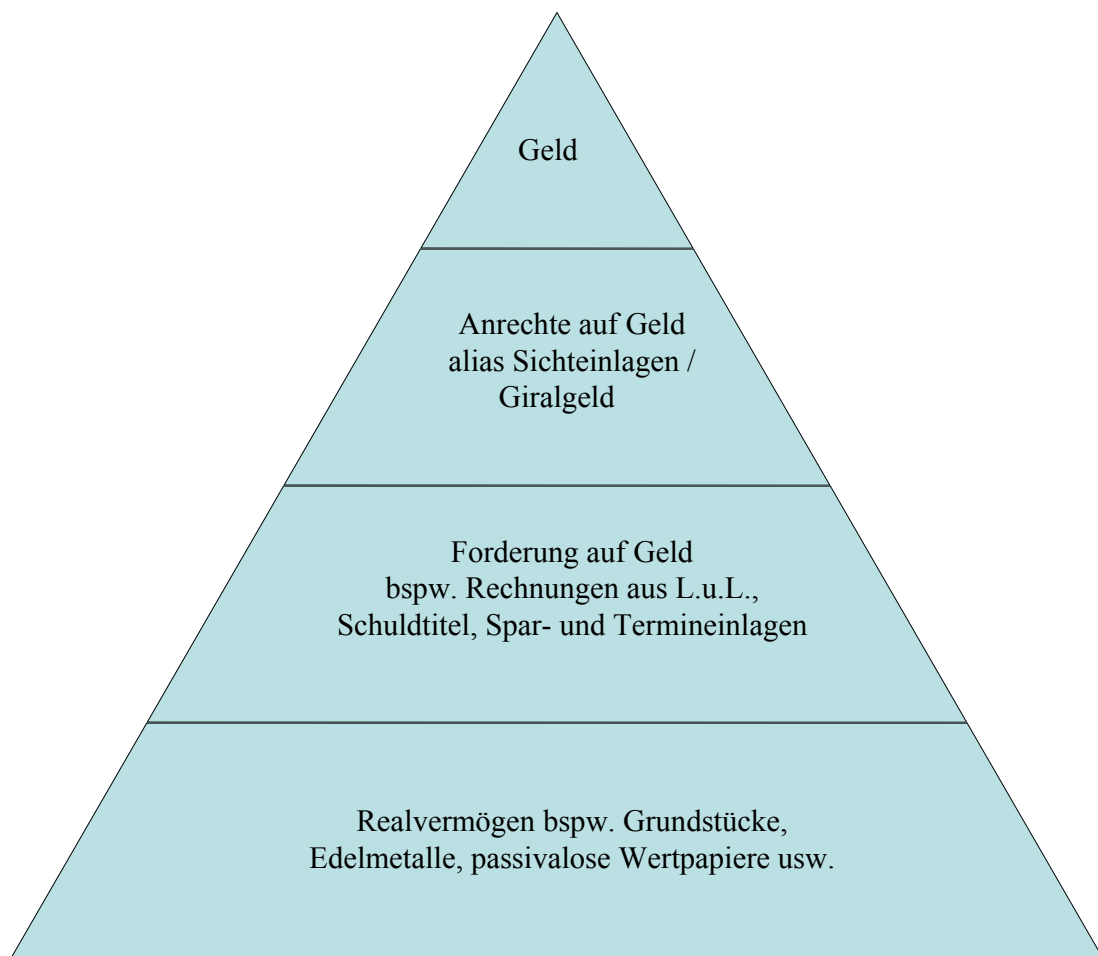 Geld
Anrechte auf Geld
alias Sichteinlagen /
Giralgeld
Forderung auf Geld
bspw. Rechnungen aus L.u.L.,
Schuldtitel, Spar- und Termineinlagen
Realvermögen bspw. Grundstücke,
Edelmetalle, passivalose Wertpapiere usw.